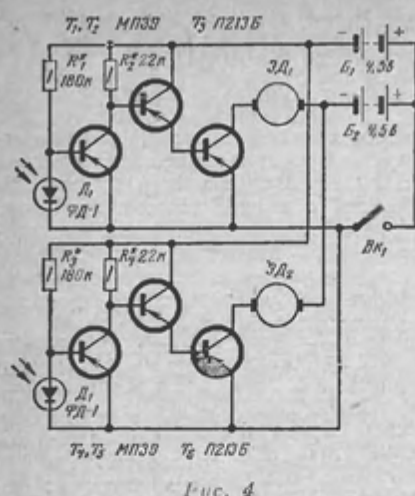 T₁, T₂ МП39 T₃ П213Б
R₁* 180к
R₂* 22к
ЭД₁
- + Б₁ 4,5в
- + Б₂ 4,5в
Д₁ ФД-1
Вк₁
R₃* 180к
R₄* 22к
ЭД₂
Д₁ ФД-1
T₄, T₅ МП39 T₆ П213Б
Рис. 4